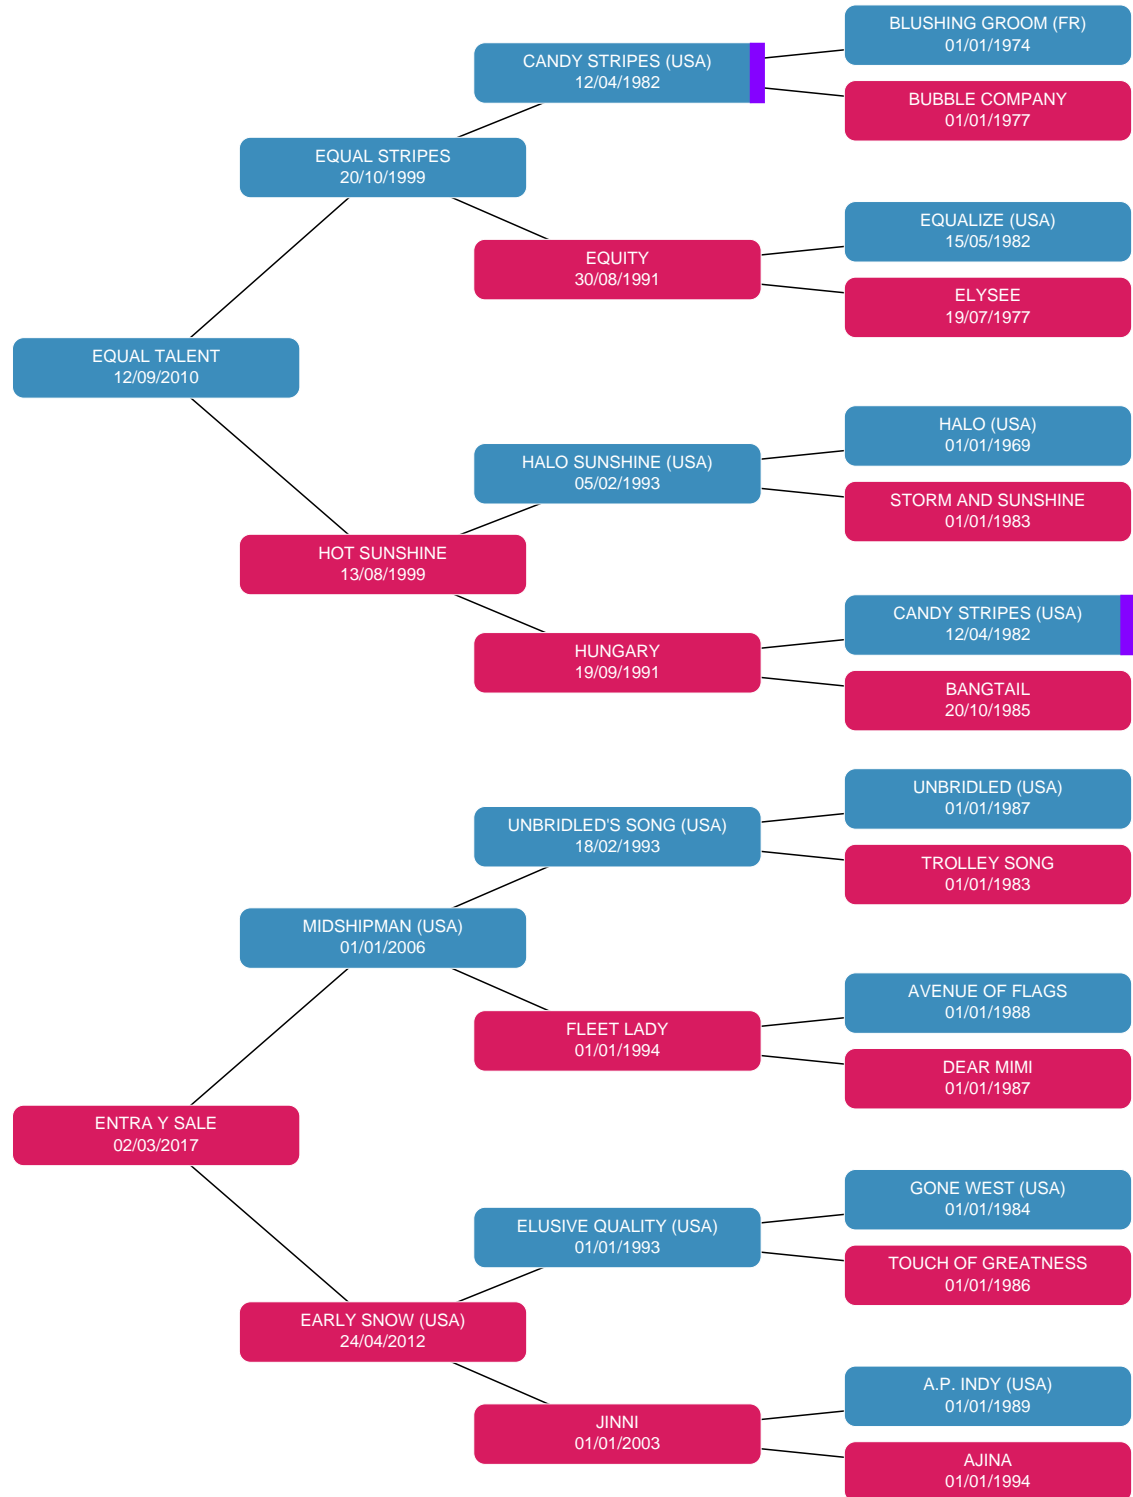 BLUSHING GROOM (FR)
01/01/1974
CANDY STRIPES (USA)
12/04/1982
BUBBLE COMPANY
01/01/1977
EQUAL STRIPES
20/10/1999
EQUALIZE (USA)
15/05/1982
EQUITY
30/08/1991
ELYSEE
19/07/1977
EQUAL TALENT
12/09/2010
HALO (USA)
01/01/1969
HALO SUNSHINE (USA)
05/02/1993
STORM AND SUNSHINE
01/01/1983
HOT SUNSHINE
13/08/1999
CANDY STRIPES (USA)
12/04/1982
HUNGARY
19/09/1991
BANGTAIL
20/10/1985
UNBRIDLED (USA)
01/01/1987
UNBRIDLED'S SONG (USA)
18/02/1993
TROLLEY SONG
01/01/1983
MIDSHIPMAN (USA)
01/01/2006
AVENUE OF FLAGS
01/01/1988
FLEET LADY
01/01/1994
DEAR MIMI
01/01/1987
ENTRA Y SALE
02/03/2017
GONE WEST (USA)
01/01/1984
ELUSIVE QUALITY (USA)
01/01/1993
TOUCH OF GREATNESS
01/01/1986
EARLY SNOW (USA)
24/04/2012
A.P. INDY (USA)
01/01/1989
JINNI
01/01/2003
AJINA
01/01/1994